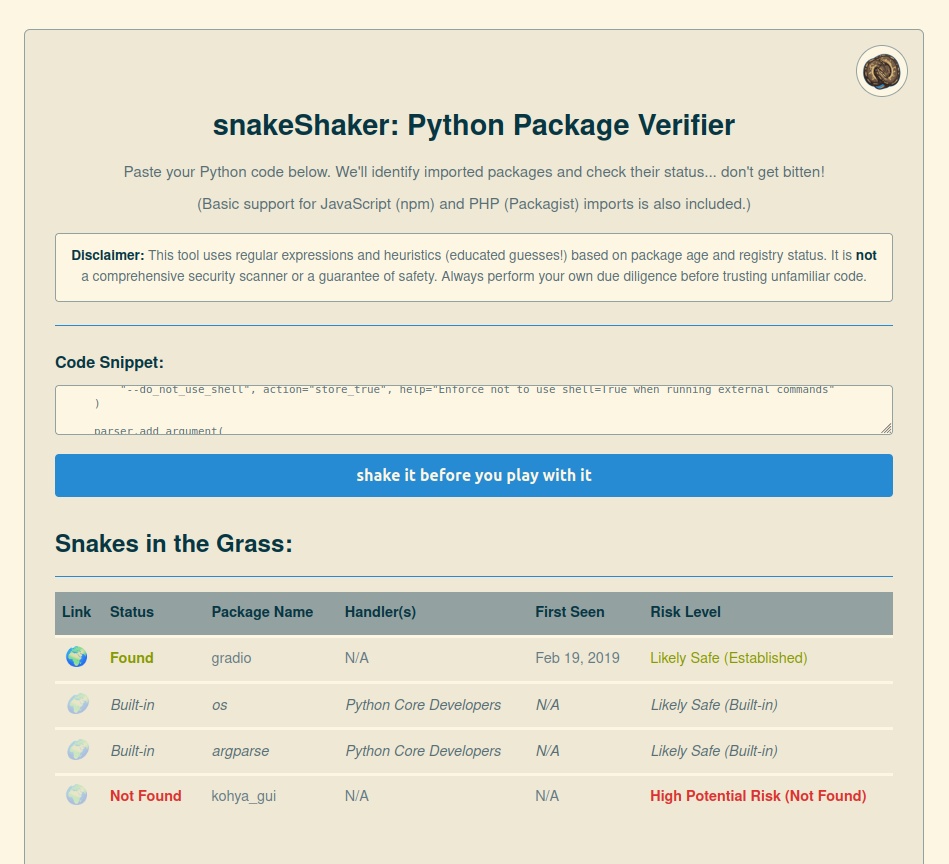 snakeShaker: Python Package Verifier
Paste your Python code below. We'll identify imported packages and check their status... don't get bitten!
(Basic support for JavaScript (npm) and PHP (Packagist) imports is also included.)
Disclaimer: This tool uses regular expressions and heuristics (educated guesses!) based on package age and registry status. It is not
a comprehensive security scanner or a guarantee of safety. Always perform your own due diligence before trusting unfamiliar code.
Code Snippet:
"--do_not_use_shell", action="store_true", help="Enforce not to use shell=True when running external commands"
)
parser.add_argument(
shake it before you play with it
Snakes in the Grass:
Link Status Package Name Handler(s) First Seen Risk Level
Found gradio N/A Feb 19, 2019 Likely Safe (Established)
Built-in os Python Core Developers N/A Likely Safe (Built-in)
Built-in argparse Python Core Developers N/A Likely Safe (Built-in)
Not Found kohya_gui N/A N/A High Potential Risk (Not Found)